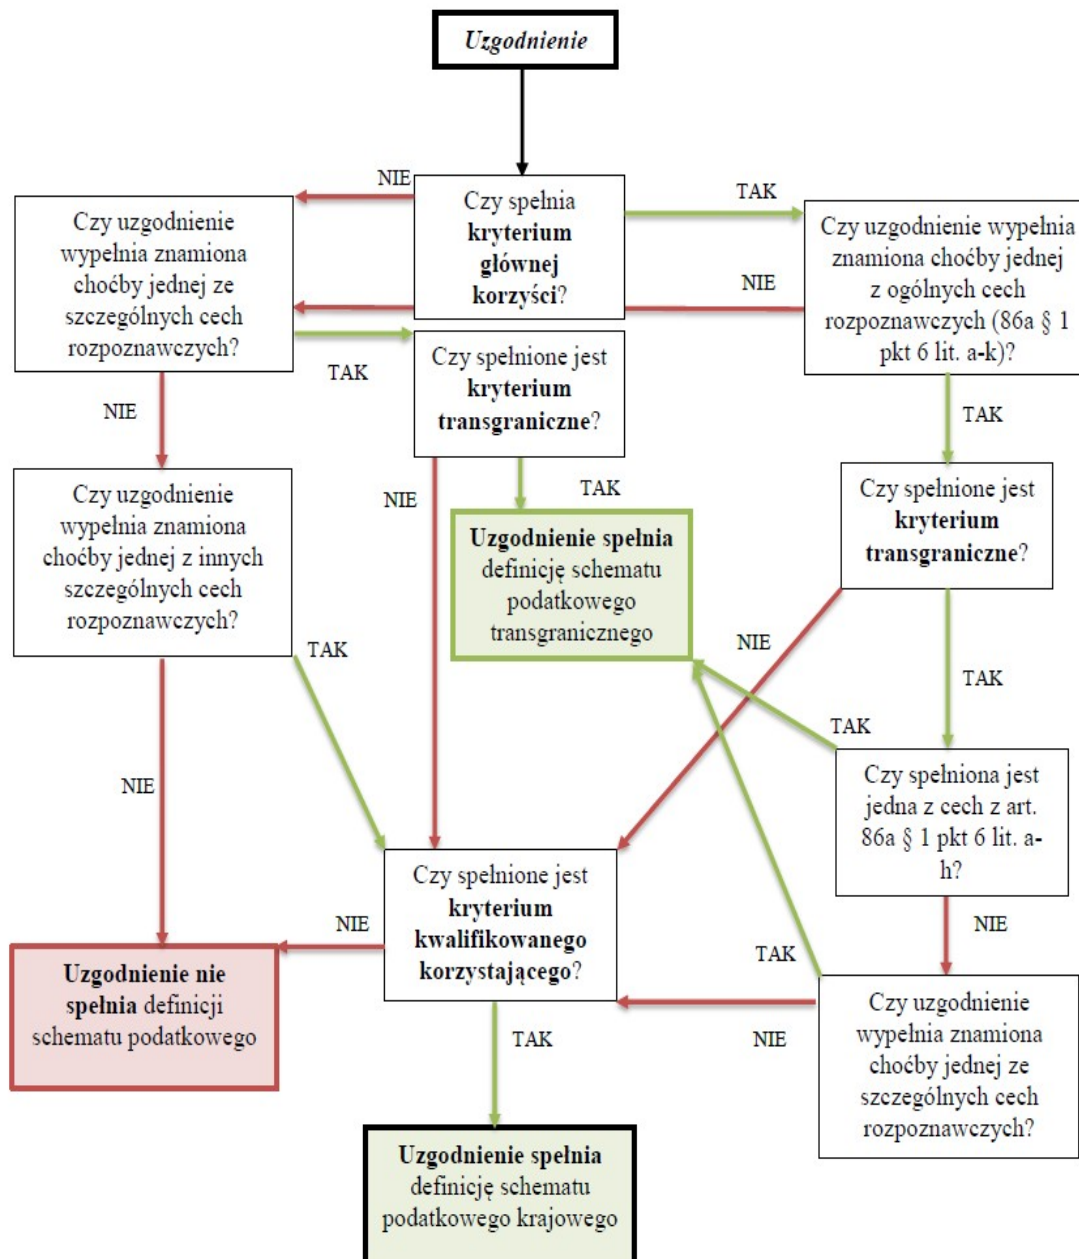 Uzgodnienie
NIE
TAK
Czy spełnia
kryterium
głównej
korzyści?
Czy uzgodnienie
wypełnia znamiona
choćby jednej ze
szczególnych cech
rozpoznawczych?
Czy uzgodnienie wypełnia
znamiona choćby jednej
z ogólnych cech
rozpoznawczych (86a § 1
pkt 6 lit. a-k)?
NIE
TAK
Czy spełnione jest
kryterium
transgraniczne?
NIE
TAK
Czy uzgodnienie
wypełnia znamiona
choćby jednej z innych
szczególnych cech
rozpoznawczych?
NIE
TAK
Czy spełnione jest
kryterium
transgraniczne?
Uzgodnienie spełnia
definicję schematu
podatkowego
transgranicznego
TAK
NIE
TAK
TAK
NIE
Czy spełniona jest
jedna z cech z art.
86a § 1 pkt 6 lit. a-
h?
Czy spełnione jest
kryterium
kwalifikowanego
korzystającego?
NIE
NIE
TAK
Uzgodnienie nie
spełnia definicji
schematu podatkowego
Czy uzgodnienie
wypełnia znamiona
choćby jednej ze
szczególnych cech
rozpoznawczych?
TAK
NIE
Uzgodnienie spełnia
definicję schematu
podatkowego krajowego